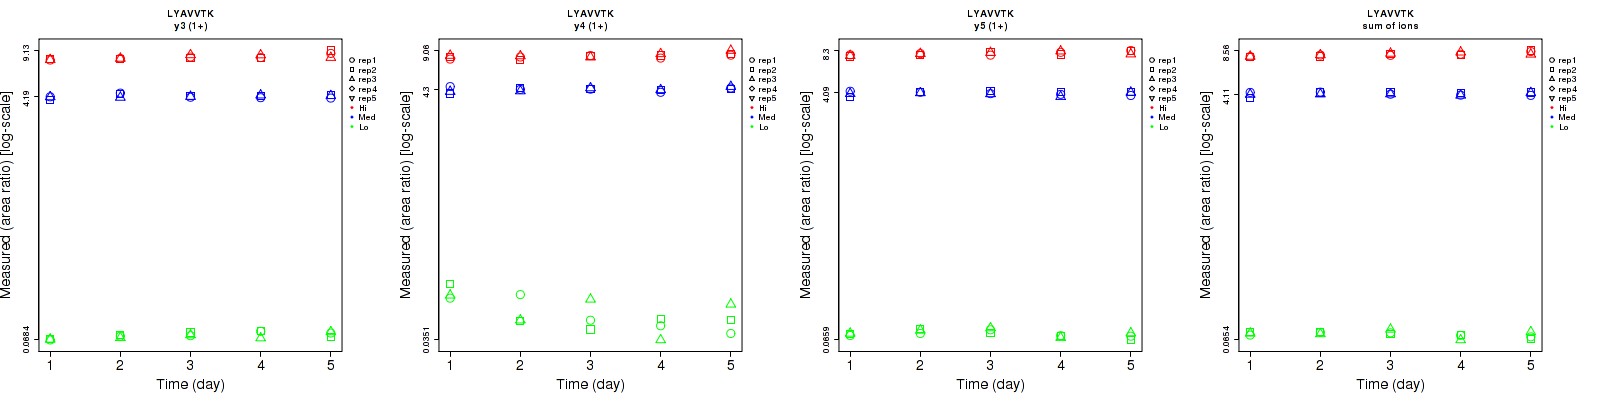 LYAVVTK
y3 (1+)
Measured (area ratio) [log-scale]
9.13
4.19
0.0684
1 2 3 4 5
Time (day)
rep1
rep2
rep3
rep4
rep5
Hi
Med
Lo
LYAVVTK
y4 (1+)
Measured (area ratio) [log-scale]
9.06
4.3
0.0351
1 2 3 4 5
Time (day)
rep1
rep2
rep3
rep4
rep5
Hi
Med
Lo
LYAVVTK
y5 (1+)
Measured (area ratio) [log-scale]
8.3
4.09
0.0659
1 2 3 4 5
Time (day)
rep1
rep2
rep3
rep4
rep5
Hi
Med
Lo
LYAVVTK
sum of ions
Measured (area ratio) [log-scale]
8.56
4.11
0.0654
1 2 3 4 5
Time (day)
rep1
rep2
rep3
rep4
rep5
Hi
Med
Lo